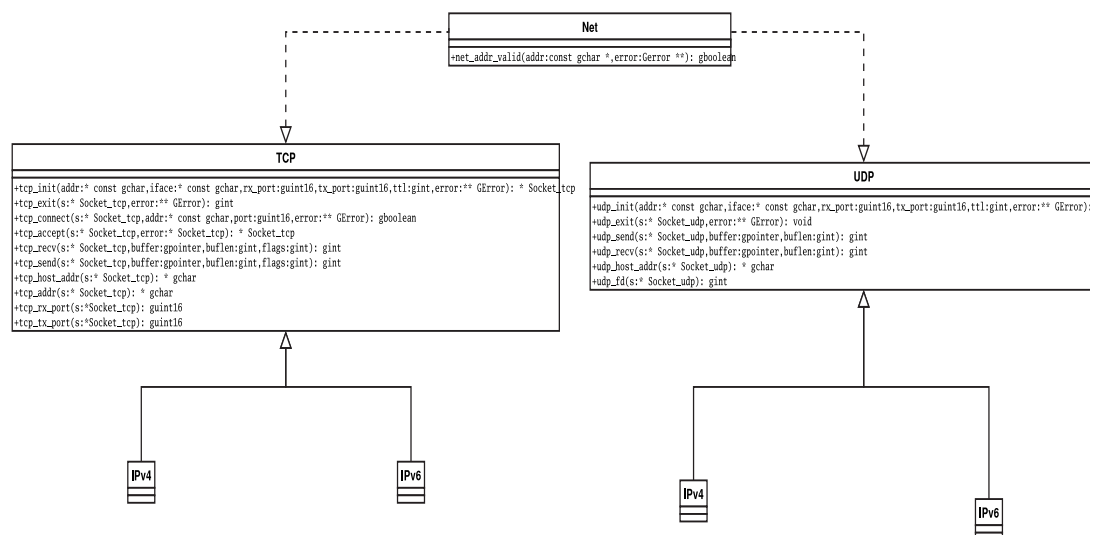 Net
+net_addr_valid(addr:const gchar *,error:Gerror **): gboolean
TCP
+tcp_init(addr:* const gchar,iface:* const gchar,rx_port:guint16,tx_port:guint16,ttl:gint,error:** GError): * Socket_tcp
+tcp_exit(s:* Socket_tcp,error:** GError): gint
+tcp_connect(s:* Socket_tcp,addr:* const gchar,port:guint16,error:** GError): gboolean
+tcp_accept(s:* Socket_tcp,error:* Socket_tcp): * Socket_tcp
+tcp_recv(s:* Socket_tcp,buffer:gpointer,buflen:gint,flags:gint): gint
+tcp_send(s:* Socket_tcp,buffer:gpointer,buflen:gint,flags:gint): gint
+tcp_host_addr(s:* Socket_tcp): * gchar
+tcp_addr(s:* Socket_tcp): * gchar
+tcp_rx_port(s:*Socket_tcp): guint16
+tcp_tx_port(s:*Socket_tcp): guint16
UDP
+udp_init(addr:* const gchar,iface:* const gchar,rx_port:guint16,tx_port:guint16,ttl:gint,error:** GError):
+udp_exit(s:* Socket_udp,error:** GError): void
+udp_send(s:* Socket_udp,buffer:gpointer,buflen:gint): gint
+udp_recv(s:* Socket_udp,buffer:gpointer,buflen:gint): gint
+udp_host_addr(s:* Socket_udp): * gchar
+udp_fd(s:* Socket_udp): gint
IPv4
IPv6
IPv4
IPv6